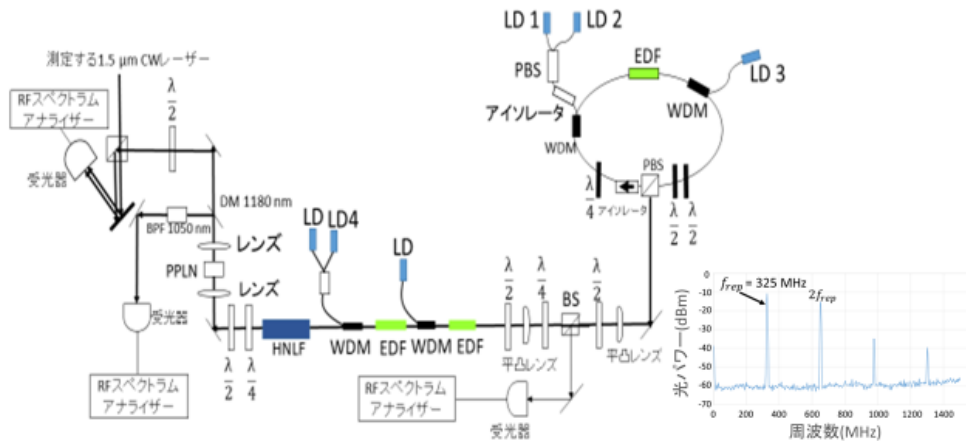 測定する1.5 μm CWレーザー
RFスペクトラム
アナライザー
受光器
λ/2
DM 1180 nm
BPF 1050 nm
レンズ
PPLN
レンズ
受光器
RFスペクトラム
アナライザー
λ/2
λ/4
HNLF
LD
LD4
WDM
EDF
LD
WDM
EDF
λ/2
λ/4
平凸レンズ
BS
λ/2
平凸レンズ
RFスペクトラム
アナライザー
受光器
LD 1
LD 2
PBS
アイソレータ
WDM
EDF
WDM
LD 3
λ/4
アイソレータ
PBS
λ/2
λ/2
光パワー(dBm)
0
-10
-20
-30
-40
-50
-60
-70
f_rep = 325 MHz
2f_rep
0 200 400 600 800 1000 1200 1400
周波数(MHz)